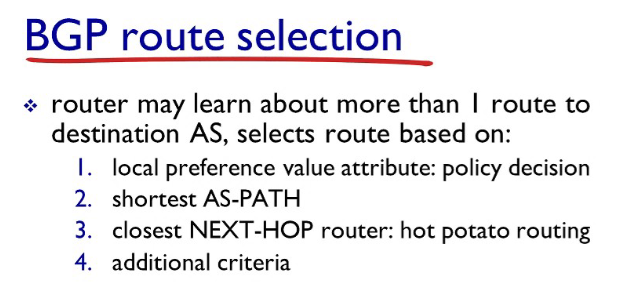 BGP route selection
router may learn about more than 1 route to
destination AS, selects route based on:
1. local preference value attribute: policy decision
2. shortest AS-PATH
3. closest NEXT-HOP router: hot potato routing
4. additional criteria